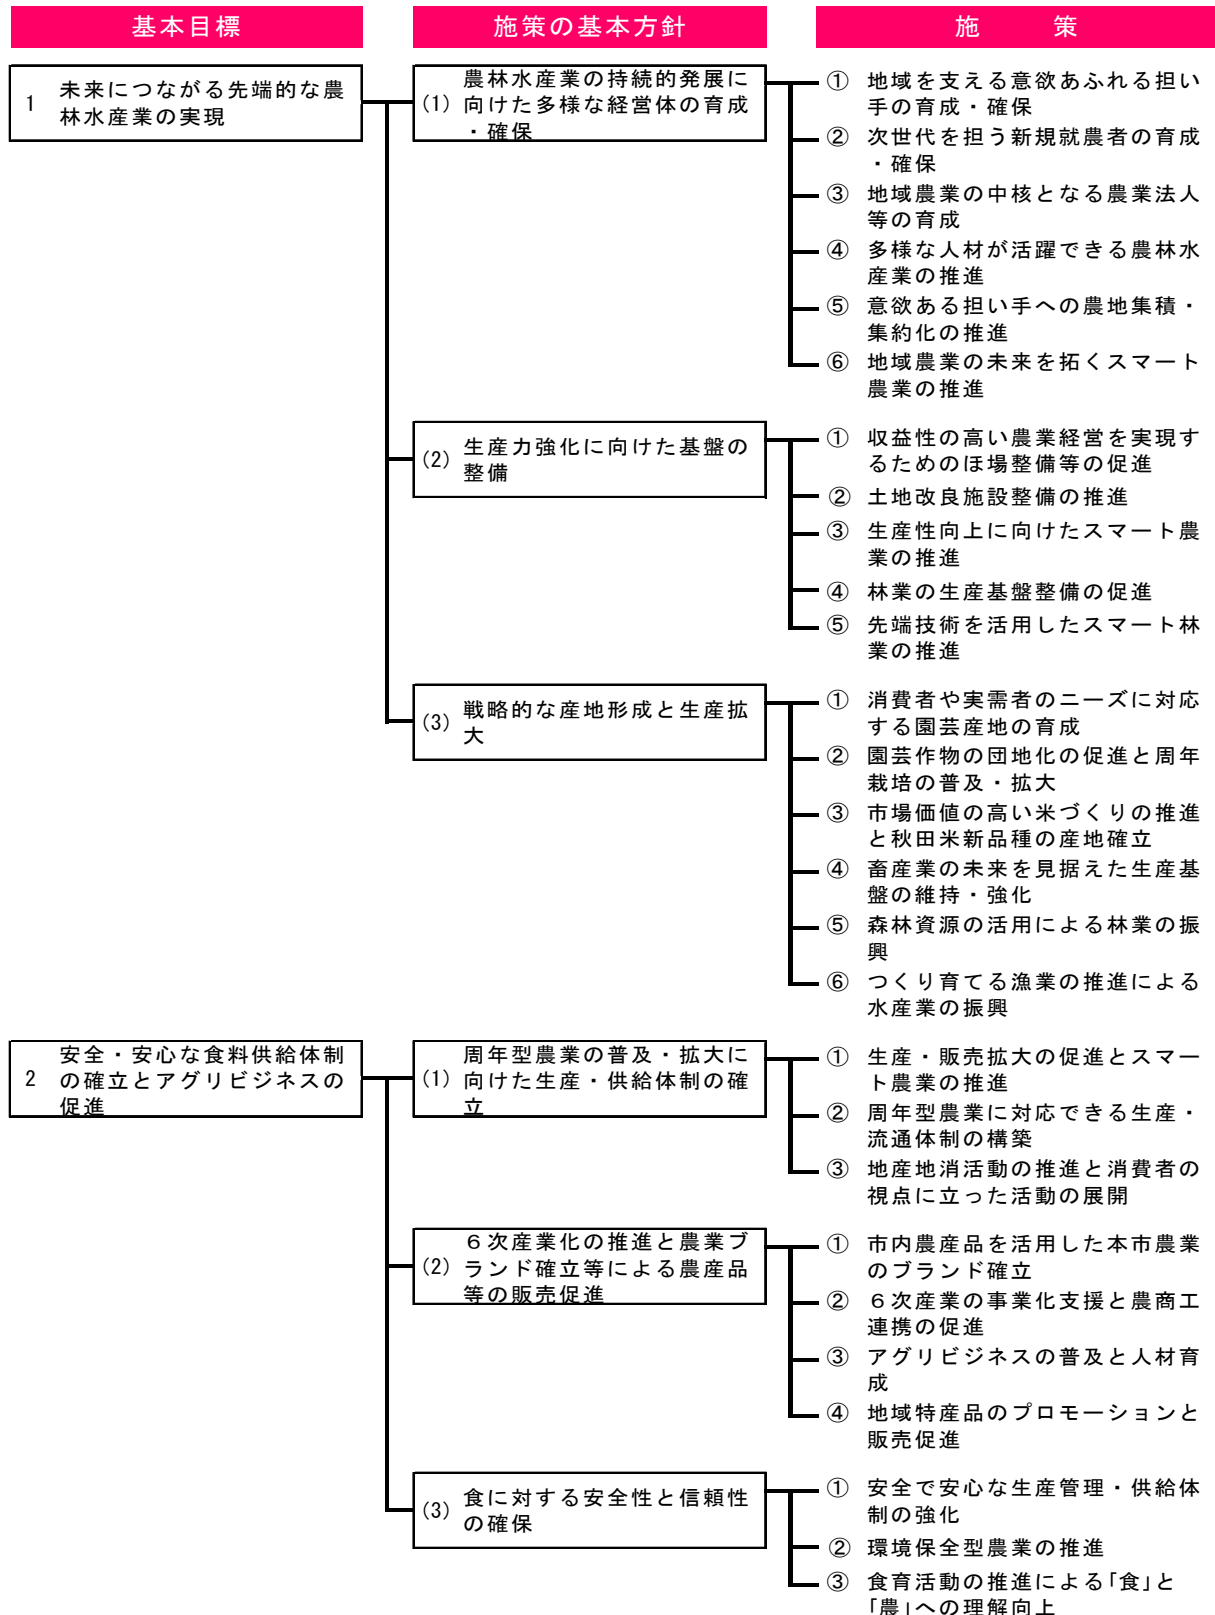 基本目標
施策の基本方針
施　　策
1 未来につながる先端的な農
林水産業の実現
(1) 農林水産業の持続的発展に
向けた多様な経営体の育成
・確保
① 地域を支える意欲あふれる担い
手の育成・確保
② 次世代を担う新規就農者の育成
・確保
③ 地域農業の中核となる農業法人
等の育成
④ 多様な人材が活躍できる農林水
産業の推進
⑤ 意欲ある担い手への農地集積・
集約化の推進
⑥ 地域農業の未来を拓くスマート
農業の推進
(2) 生産力強化に向けた基盤の
整備
① 収益性の高い農業経営を実現す
るためのほ場整備等の促進
② 土地改良施設整備の推進
③ 生産性向上に向けたスマート農
業の推進
④ 林業の生産基盤整備の促進
⑤ 先端技術を活用したスマート林
業の推進
(3) 戦略的な産地形成と生産拡
大
① 消費者や実需者のニーズに対応
する園芸産地の育成
② 園芸作物の団地化の促進と周年
栽培の普及・拡大
③ 市場価値の高い米づくりの推進
と秋田米新品種の産地確立
④ 畜産業の未来を見据えた生産基
盤の維持・強化
⑤ 森林資源の活用による林業の振
興
⑥ つくり育てる漁業の推進による
水産業の振興
2 安全・安心な食料供給体制
の確立とアグリビジネスの
促進
(1) 周年型農業の普及・拡大に
向けた生産・供給体制の確
立
① 生産・販売拡大の促進とスマー
ト農業の推進
② 周年型農業に対応できる生産・
流通体制の構築
③ 地産地消活動の推進と消費者の
視点に立った活動の展開
(2) ６次産業化の推進と農業ブ
ランド確立等による農産品
等の販売促進
① 市内農産品を活用した本市農業
のブランド確立
② ６次産業の事業化支援と農商工
連携の促進
③ アグリビジネスの普及と人材育
成
④ 地域特産品のプロモーションと
販売促進
(3) 食に対する安全性と信頼性
の確保
① 安全で安心な生産管理・供給体
制の強化
② 環境保全型農業の推進
③ 食育活動の推進による｢食｣と
｢農｣への理解向上